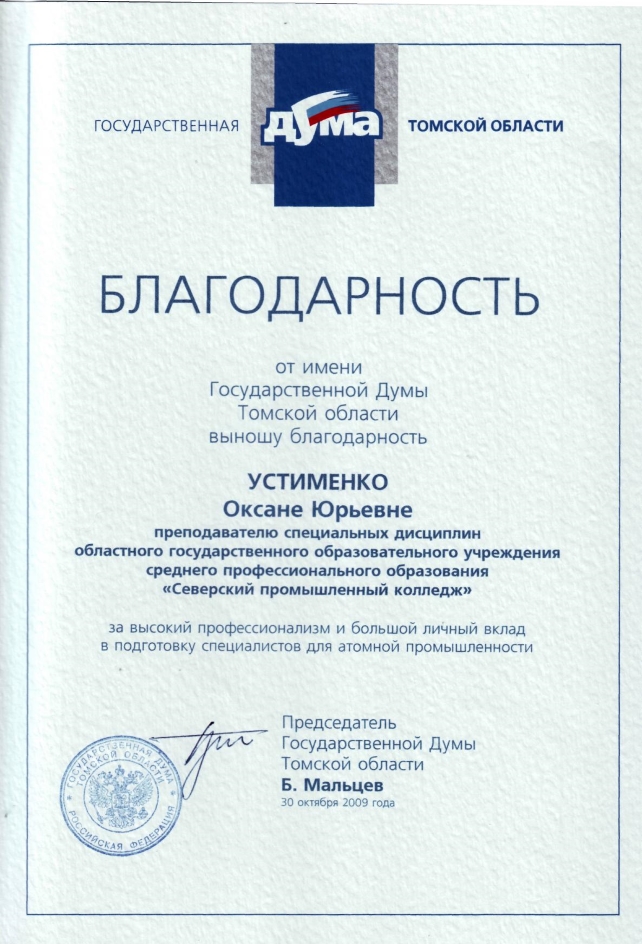 ГОСУДАРСТВЕННАЯ дума ТОМСКОЙ ОБЛАСТИ
БЛАГОДАРНОСТЬ
от имени
Государственной Думы
Томской области
выношу благодарность
УСТИМЕНКО
Оксане Юрьевне
преподавателю специальных дисциплин
областного государственного образовательного учреждения
среднего профессионального образования
«Северский промышленный колледж»
за высокий профессионализм и большой личный вклад
в подготовку специалистов для атомной промышленности
Председатель
Государственной Думы
Томской области
Б. Мальцев
30 октября 2009 года
ГОСУДАРСТВЕННАЯ ДУМА
ТОМСКОЙ ОБЛАСТИ
РОССИЙСКАЯ ФЕДЕРАЦИЯ